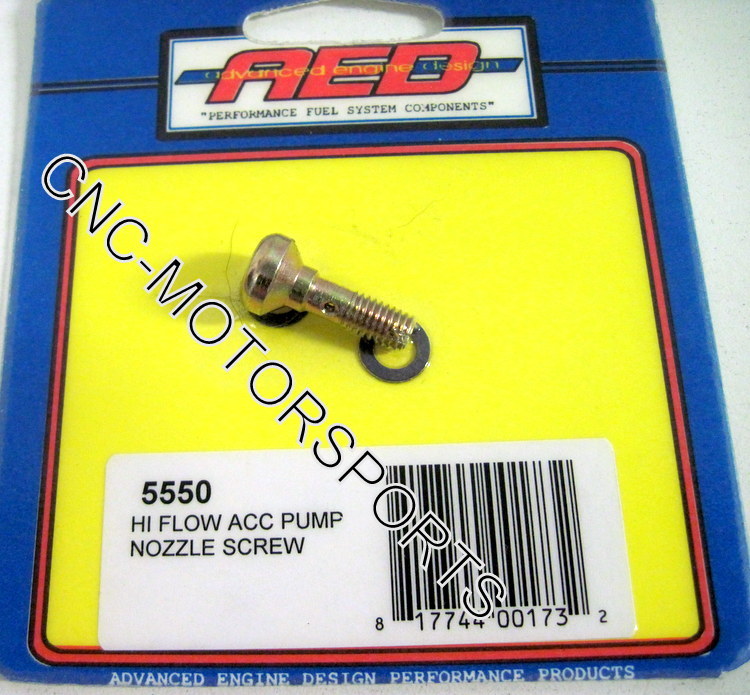 AED
advanced engine design
"PERFORMANCE FUEL SYSTEM COMPONENTS"
CNC-MOTORSPORTS
5550
HI FLOW ACC PUMP
NOZZLE SCREW
8 17744 00173 2
ADVANCED ENGINE DESIGN PERFORMANCE PRODUCTS